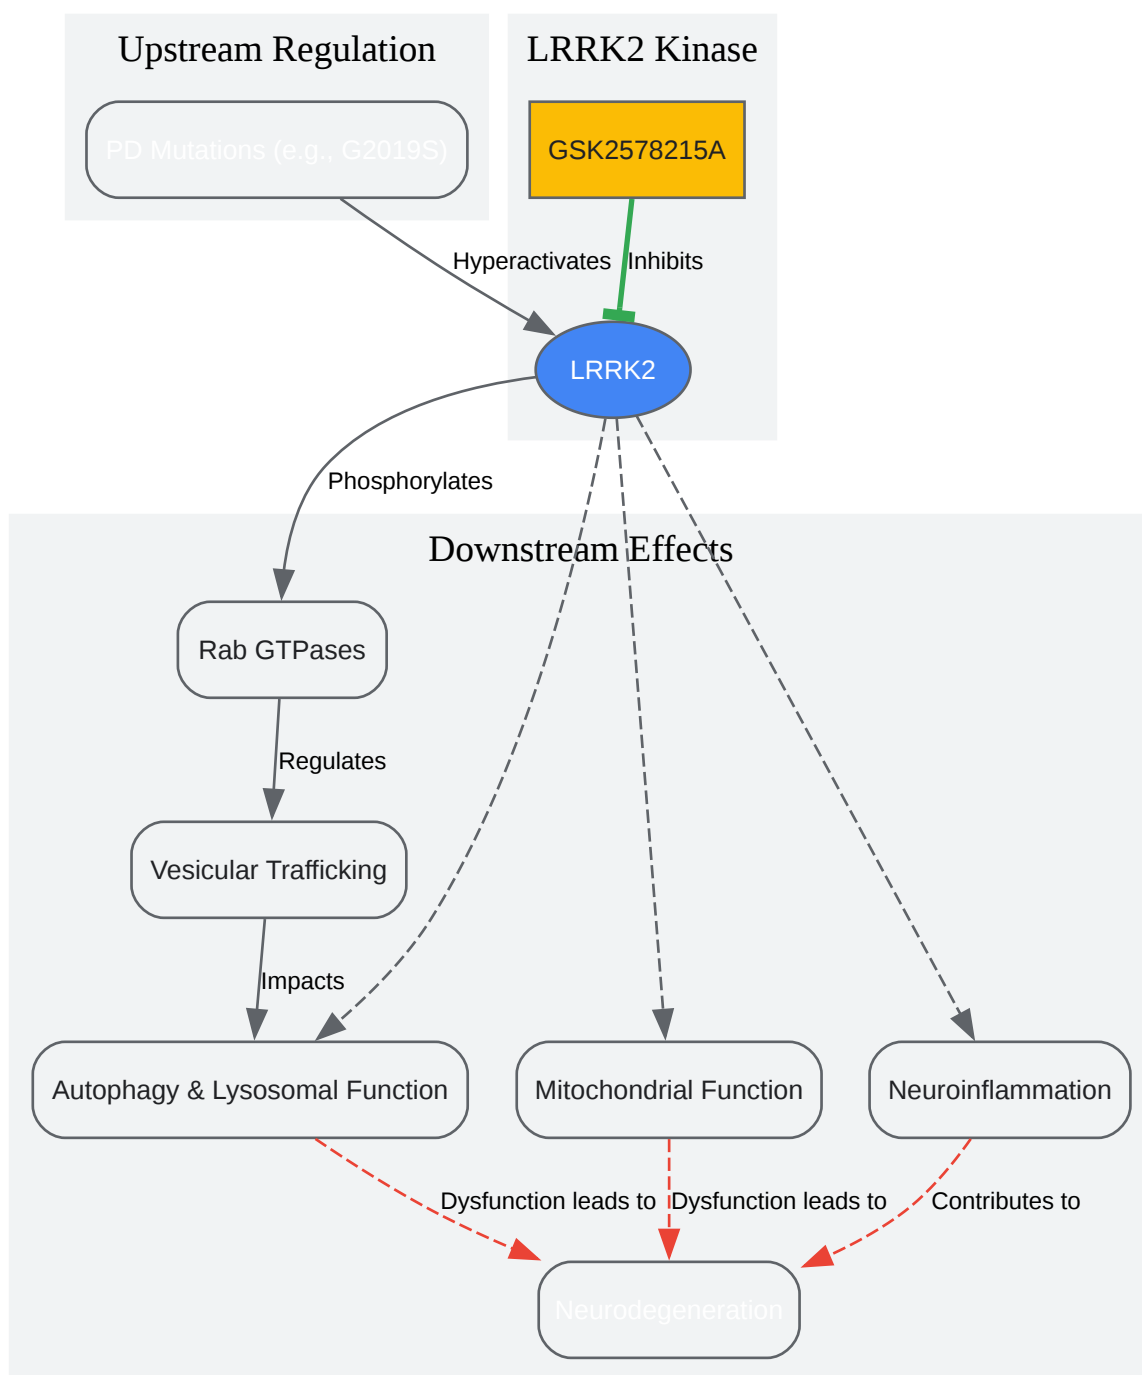 Upstream Regulation
LRRK2 Kinase
PD Mutations (e.g., G2019S)
GSK2578215A
Hyperactivates
Inhibits
LRRK2
Phosphorylates
Downstream Effects
Rab GTPases
Regulates
Vesicular Trafficking
Impacts
Autophagy & Lysosomal Function
Mitochondrial Function
Neuroinflammation
Dysfunction leads to
Dysfunction leads to
Contributes to
Neurodegeneration